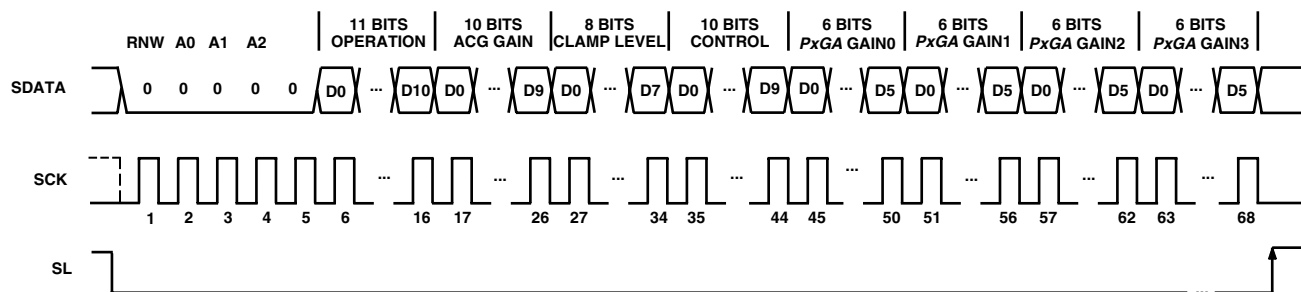 11 BITS OPERATION
10 BITS ACG GAIN
8 BITS CLAMP LEVEL
10 BITS CONTROL
6 BITS PxGA GAIN0
6 BITS PxGA GAIN1
6 BITS PxGA GAIN2
6 BITS PxGA GAIN3
RNW A0 A1 A2
SDATA 0 0 0 0 0 D0 ... D10 D0 ... D9 D0 ... D7 D0 ... D9 D0 ... D5 D0 ... D5 D0 ... D5 D0 ... D5
SCK ... ... ... ... ... ... ... ...
1 2 3 4 5 6 16 17 26 27 34 35 44 45 50 51 56 57 62 63 68
SL